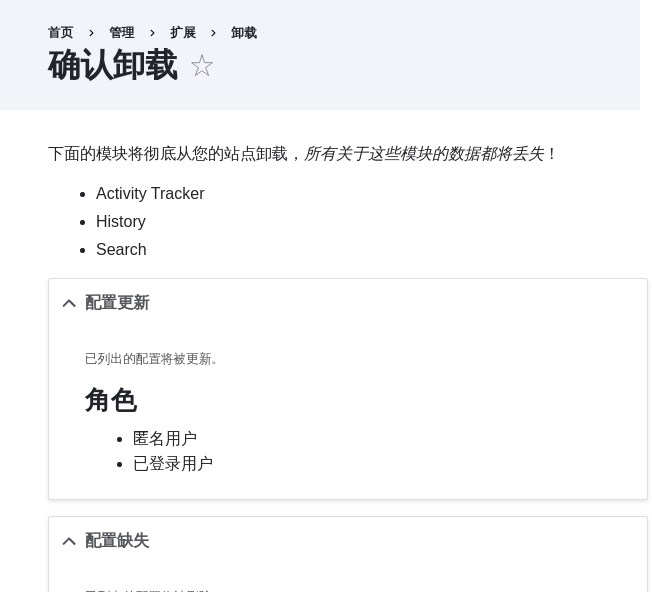 首页 › 管理 › 扩展 › 卸载
确认卸载 ☆
下面的模块将彻底从您的站点卸载，所有关于这些模块的数据都将丢失！
• Activity Tracker
• History
• Search
配置更新
已列出的配置将被更新。
角色
• 匿名用户
• 已登录用户
配置缺失